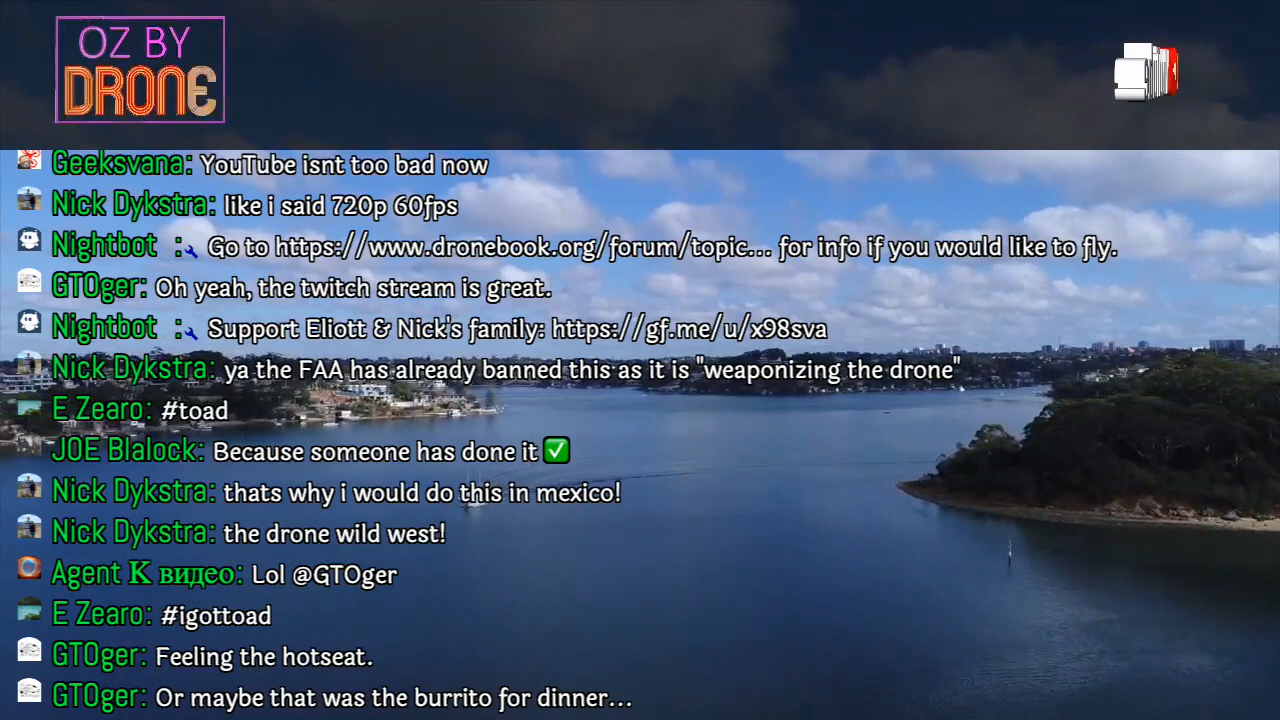 OZ BY
DRONE
Geeksvana: YouTube isnt too bad now
Nick Dykstra: like i said 720p 60fps
Nightbot : Go to https://www.dronebook.org/forum/topic... for info if you would like to fly.
GTOger: Oh yeah, the twitch stream is great.
Nightbot : Support Eliott & Nick's family: https://gf.me/u/x98sva
Nick Dykstra: ya the FAA has already banned this as it is "weaponizing the drone"
E Zearo: #toad
JOE Blalock: Because someone has done it ✅
Nick Dykstra: thats why i would do this in mexico!
Nick Dykstra: the drone wild west!
Agent К видео: Lol @GTOger
E Zearo: #igottoad
GTOger: Feeling the hotseat.
GTOger: Or maybe that was the burrito for dinner...